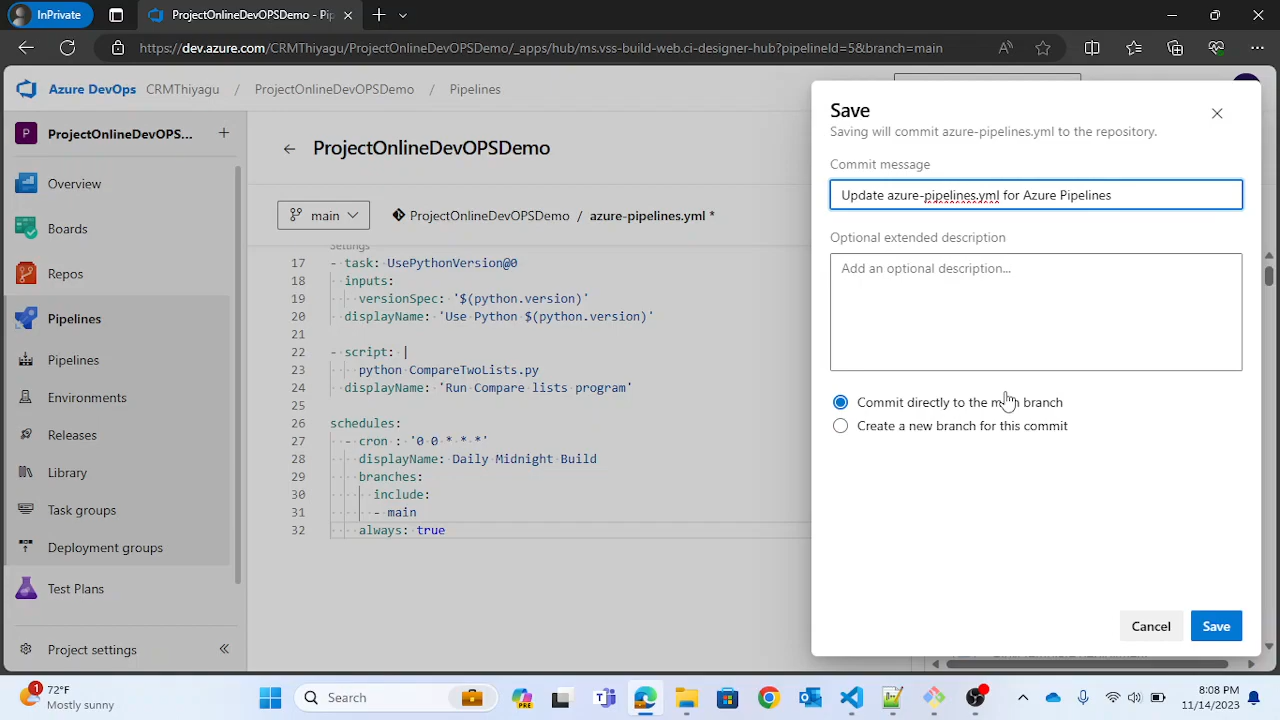 InPrivate
ProjectOnlineDevOPSDemo - Pip
https://dev.azure.com/CRMThiyagu/ProjectOnlineDevOPSDemo/_apps/hub/ms.vss-build-web.ci-designer-hub?pipelineId=5&branch=main
Azure DevOps CRMThiyagu / ProjectOnlineDevOPSDemo / Pipelines
P ProjectOnlineDevOPS...
Overview
Boards
Repos
Pipelines
Pipelines
Environments
Releases
Library
Task groups
Deployment groups
Test Plans
Project settings
ProjectOnlineDevOPSDemo
main
ProjectOnlineDevOPSDemo / azure-pipelines.yml *
Settings
17 - task: UsePythonVersion@0
18 inputs:
19 versionSpec: '$(python.version)'
20 displayName: 'Use Python $(python.version)'
21
22 - script: |
23 python CompareTwoLists.py
24 displayName: 'Run Compare lists program'
25
26 schedules:
27 - cron : '0 0 * * *'
28 displayName: Daily Midnight Build
29 branches:
30 include:
31 - main
32 always: true
Save
Saving will commit azure-pipelines.yml to the repository.
Commit message
Update azure-pipelines.yml for Azure Pipelines
Optional extended description
Add an optional description...
Commit directly to the main branch
Create a new branch for this commit
Cancel
Save
1
72°F
Mostly sunny
Search
PRE
8:08 PM
11/14/2023